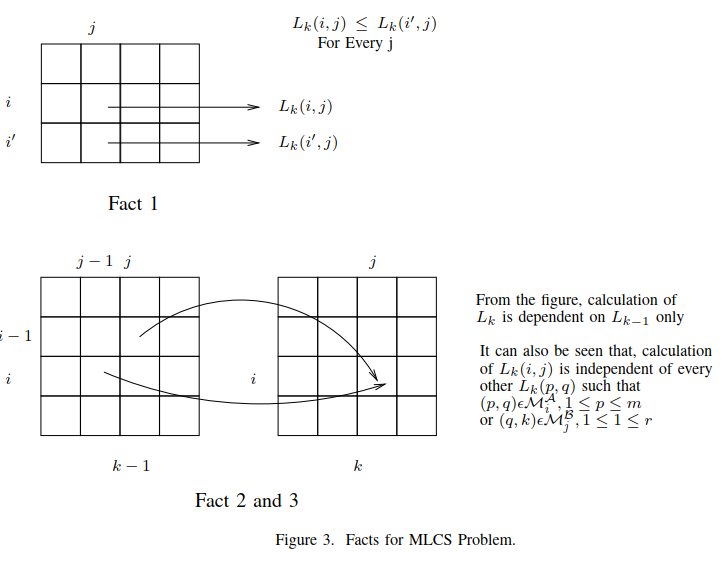 j
L_k(i, j) ≤ L_k(i′, j)
For Every j
i
L_k(i, j)
i′
L_k(i′, j)
Fact 1
j − 1 j
j
i − 1
i
i
From the figure, calculation of
L_k is dependent on L_{k−1} only
It can also be seen that, calculation
of L_k(i, j) is independent of every
other L_k(p, q) such that
(p, q)ϵM_i^A, 1 ≤ p ≤ m
or (q, k)ϵM_j^B, 1 ≤ 1 ≤ r
k − 1
k
Fact 2 and 3
Figure 3. Facts for MLCS Problem.